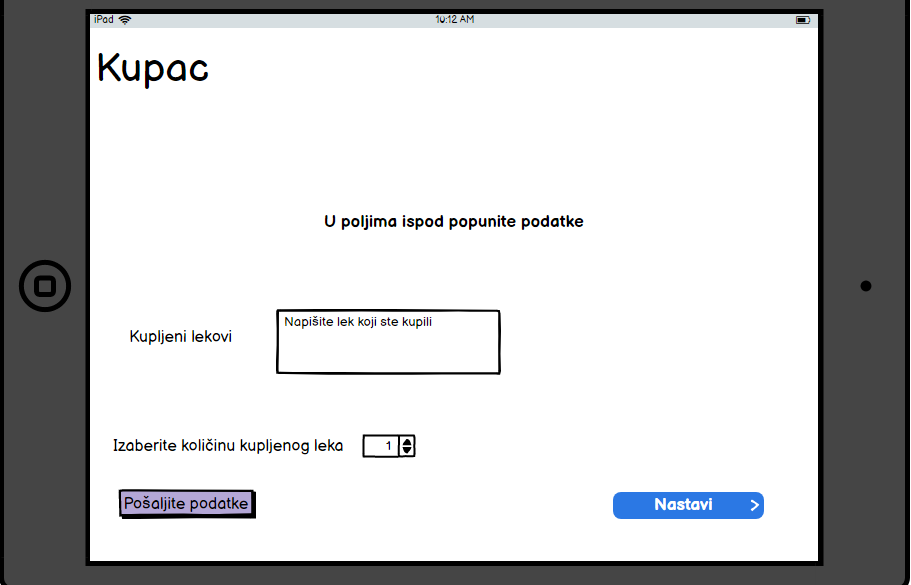 iPad
10:12 AM
Kupac
U poljima ispod popunite podatke
Kupljeni lekovi
Napišite lek koji ste kupili
Izaberite količinu kupljenog leka
1
Pošaljite podatke
Nastavi